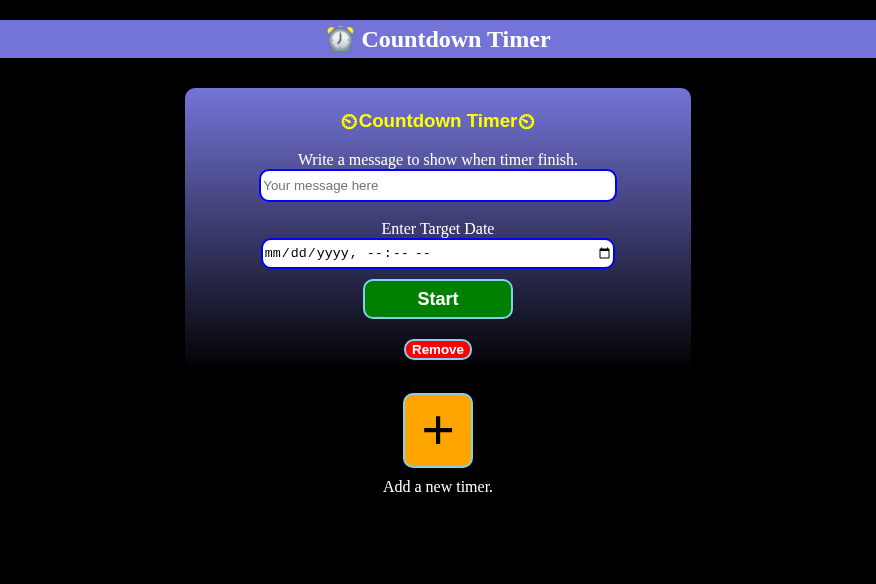 ⏰ Countdown Timer
⏲Countdown Timer⏲
Write a message to show when timer finish.
Your message here
Enter Target Date
mm/dd/yyyy, --:-- --
Start
Remove
+
Add a new timer.